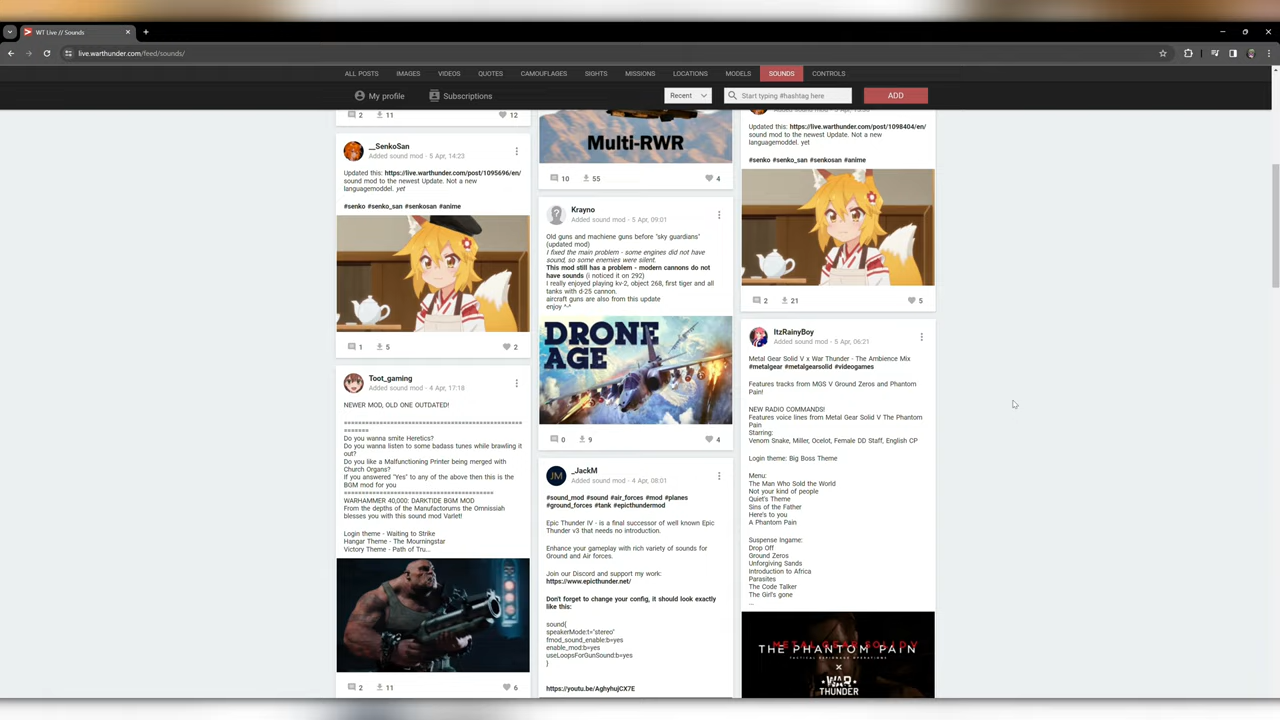 WT Live // Sounds
live.warthunder.com/feed/sounds/
ALL POSTS IMAGES VIDEOS QUOTES CAMOUFLAGES SIGHTS MISSIONS LOCATIONS MODELS SOUNDS CONTROLS
My profile Subscriptions Recent Start typing #hashtag here ADD
2 11 12
__SenkoSan
Added sound mod - 5 Apr, 14:23
Updated this: https://live.warthunder.com/post/1095696/en/
sound mod to the newest Update. Not a new
languagemoddel. yet
#senko #senko_san #senkosan #anime
1 5 2
Toot_gaming
Added sound mod - 4 Apr, 17:18
NEWER MOD, OLD ONE OUTDATED!
==================================================
=======
Do you wanna smite Heretics?
Do you wanna listen to some badass tunes while brawling it
out?
Do you like a Malfunctioning Printer being merged with
Church Organs?
If you answered "Yes" to any of the above then this is the
BGM mod for you
==========================================
WARHAMMER 40,000: DARKTIDE BGM MOD
From the depths of the Manufactorums the Omnissiah
blesses you with this sound mod Varlet!
Login theme - Waiting to Strike
Hangar Theme - The Mourningstar
Victory Theme - Path of Tru...
2 11 6
Multi-RWR
10 55 4
Krayno
Added sound mod - 5 Apr, 09:01
Old guns and machiene guns before "sky guardians"
(updated mod)
I fixed the main problem - some engines did not have
sound, so some enemies were silent.
This mod still has a problem - modern cannons do not
have sounds (i noticed it on 292)
I really enjoyed playing kv-2, object 268, first tiger and all
tanks with d-25 cannon.
aircraft guns are also from this update
enjoy ^-^
DRONE
AGE
0 9 4
JM
_JackM
Added sound mod - 4 Apr, 08:01
#sound_mod #sound #air_forces #mod #planes
#ground_forces #tank #epicthundermod
Epic Thunder IV - is a final successor of well known Epic
Thunder v3 that needs no introduction.
Enhance your gameplay with rich variety of sounds for
Ground and Air forces.
Join our Discord and support my work:
https://www.epicthunder.net/
Don't forget to change your config, it should look exactly
like this:
sound{
speakerMode:t="stereo"
fmod_sound_enable:b=yes
enable_mod:b=yes
useLoopsForGunSound:b=yes
}
https://youtu.be/AghyhujCX7E
Updated this: https://live.warthunder.com/post/1098404/en/
sound mod to the newest Update. Not a new
languagemoddel. yet
#senko #senko_san #senkosan #anime
2 21 5
ItzRainyBoy
Added sound mod - 5 Apr, 06:21
Metal Gear Solid V x War Thunder - The Ambience Mix
#metalgear #metalgearsolid #videogames
Features tracks from MGS V Ground Zeros and Phantom
Pain!
NEW RADIO COMMANDS!
Features voice lines from Metal Gear Solid V The Phantom
Pain
Starring:
Venom Snake, Miller, Ocelot, Female DD Staff, English CP
Login theme: Big Boss Theme
Menu:
The Man Who Sold the World
Not your kind of people
Quiet's Theme
Sins of the Father
Here's to you
A Phantom Pain
Suspense Ingame:
Drop Off
Ground Zeros
Unforgiving Sands
Introduction to Africa
Parasites
The Code Talker
The Girl's gone
...
METAL GEAR SOLID V
THE PHANTOM PAIN
TACTICAL ESPIONAGE OPERATIONS
×
WAR
THUNDER